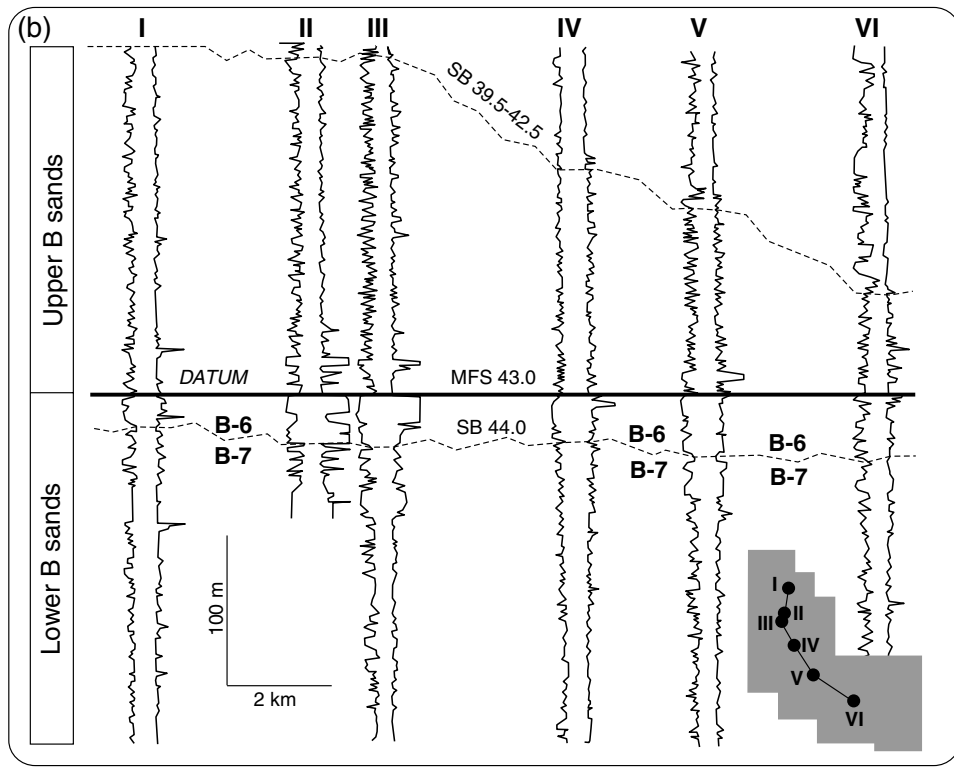 (b)
I II III IV V VI
Upper B sands
SB 39.5-42.5
DATUM MFS 43.0
B-6 SB 44.0 B-6 B-6
B-7 B-7 B-7
Lower B sands
100 m
2 km
I
II
III
IV
V
VI